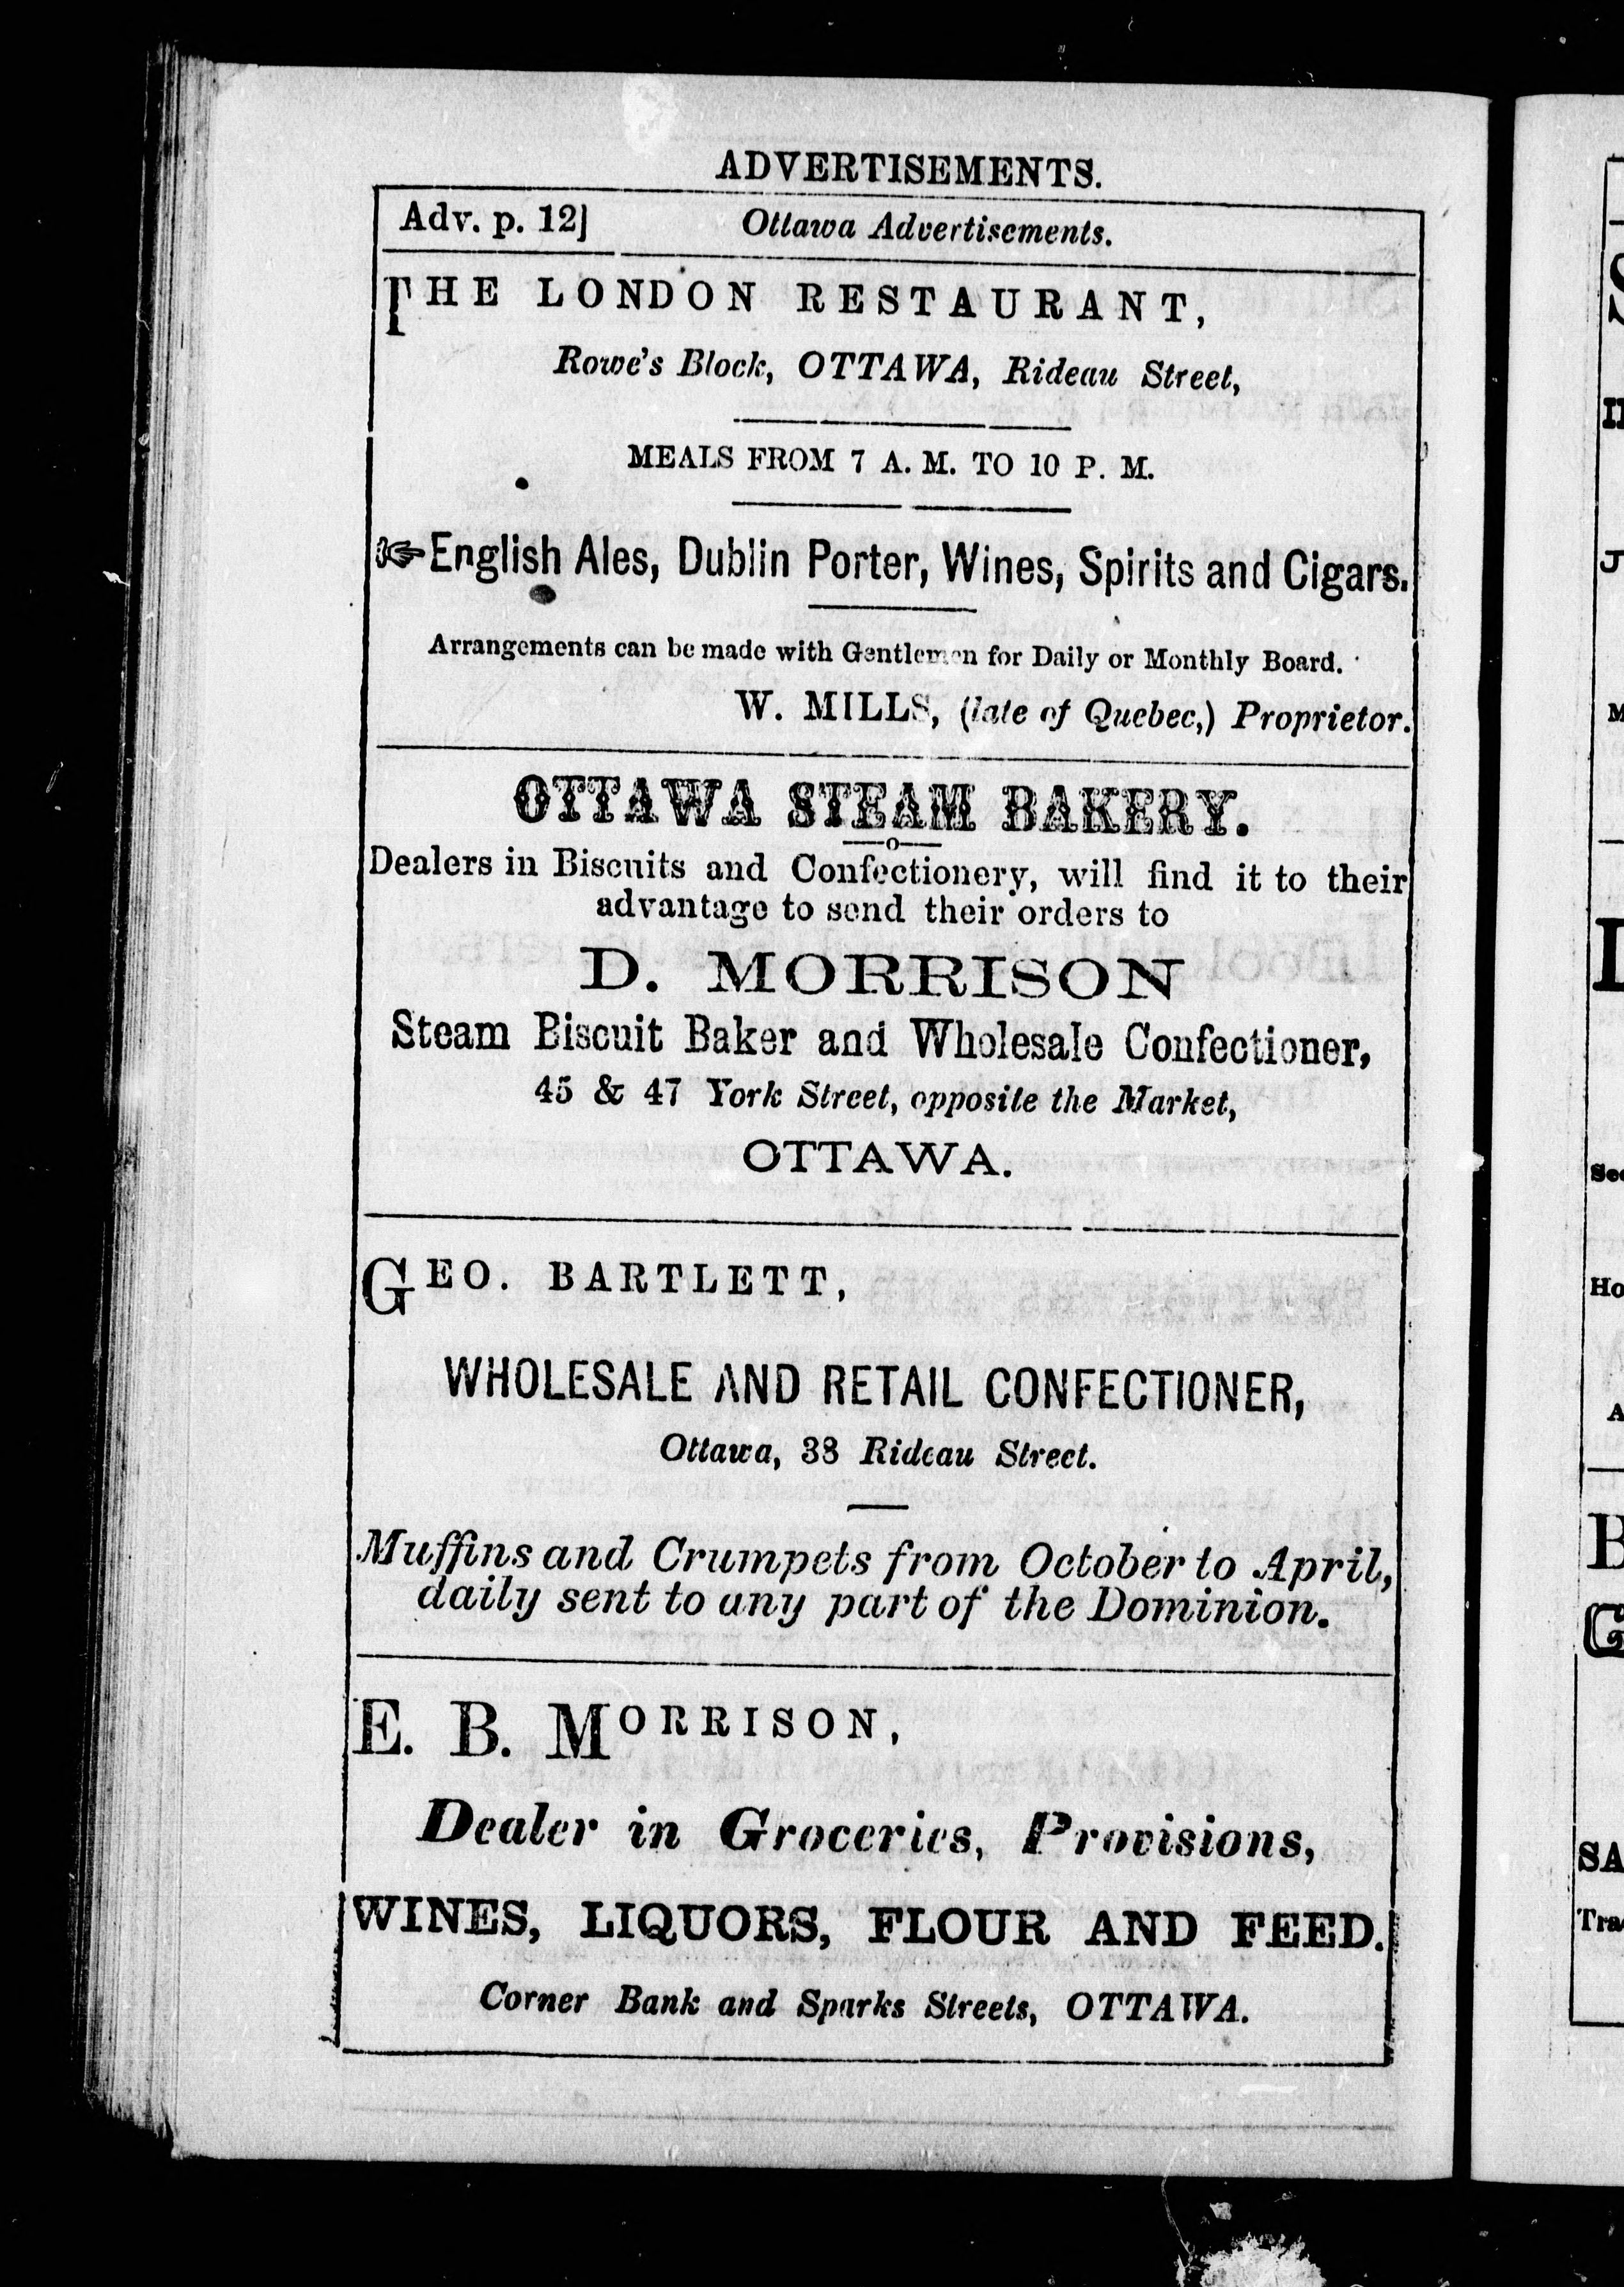 ADVERTISEMENTS.
Adv. p. 12]
Ottawa Advertisements.
THE LONDON RESTAURANT,
Rowe's Block, OTTAWA, Rideau Street,
MEALS FROM 7 A. M. TO 10 P. M.
☞English Ales, Dublin Porter, Wines, Spirits and Cigars.
Arrangements can be made with Gentlemen for Daily or Monthly Board.
W. MILLS, (late of Quebec,) Proprietor.
OTTAWA STEAM BAKERY.
—o—
Dealers in Biscuits and Confectionery, will find it to their
advantage to send their orders to
D. MORRISON
Steam Biscuit Baker and Wholesale Confectioner,
45 & 47 York Street, opposite the Market,
OTTAWA.
GEO. BARTLETT,
WHOLESALE AND RETAIL CONFECTIONER,
Ottawa, 38 Rideau Street.
Muffins and Crumpets from October to April,
daily sent to any part of the Dominion.
E. B. MORRISON,
Dealer in Groceries, Provisions,
WINES, LIQUORS, FLOUR AND FEED.
Corner Bank and Sparks Streets, OTTAWA.